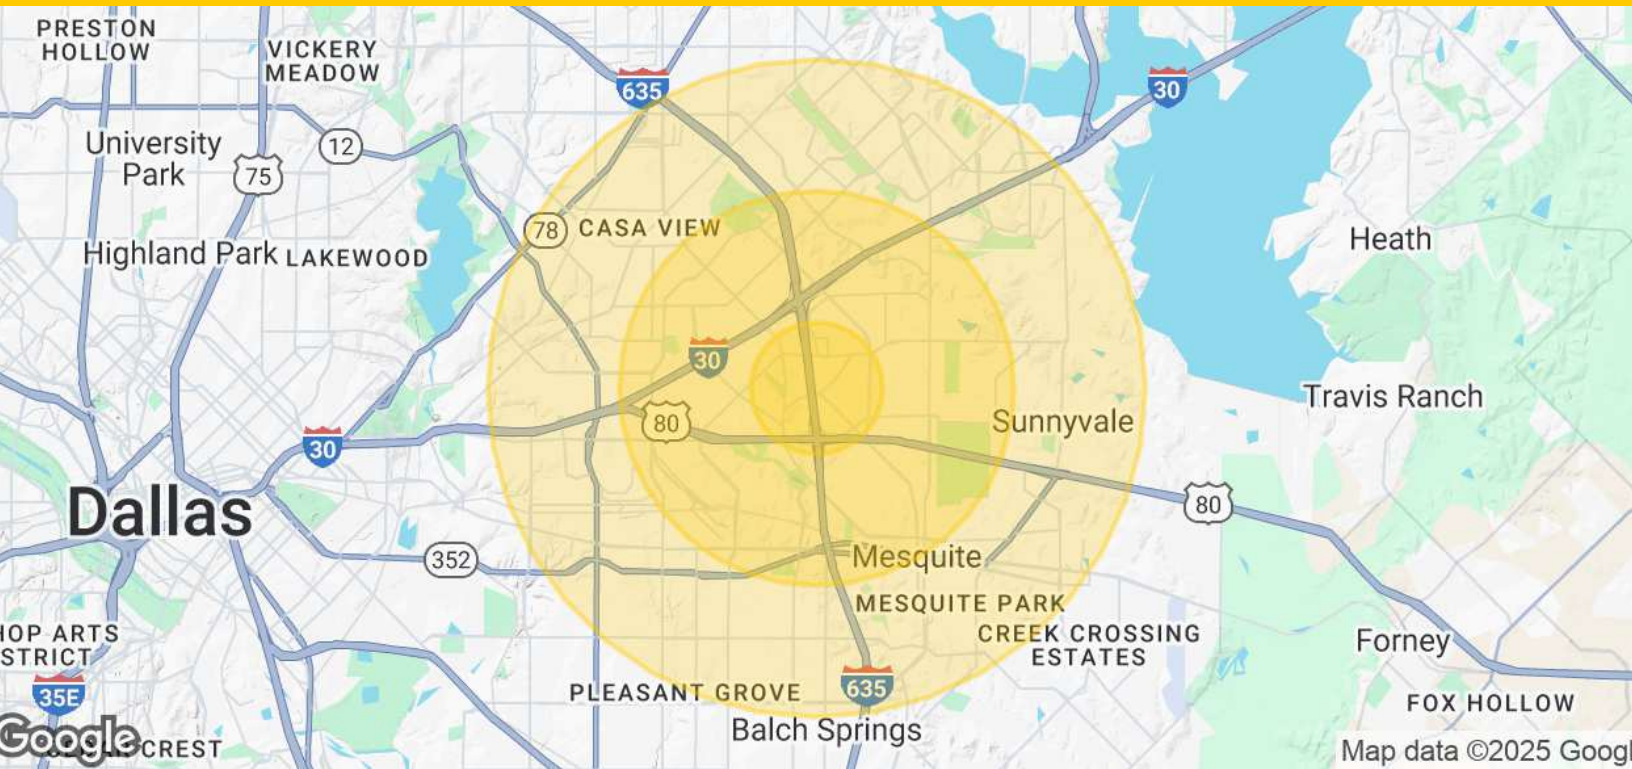 PRESTON
HOLLOW
VICKERY
MEADOW
635
30
University
Park
12
75
78
CASA VIEW
Highland Park
LAKEWOOD
Heath
30
80
Sunnyvale
Travis Ranch
30
Dallas
80
352
Mesquite
MESQUITE PARK
CREEK CROSSING
ESTATES
HOP ARTS
STRICT
Forney
35E
PLEASANT GROVE
635
FOX HOLLOW
Balch Springs
Google
CREST
Map data ©2025 Googl